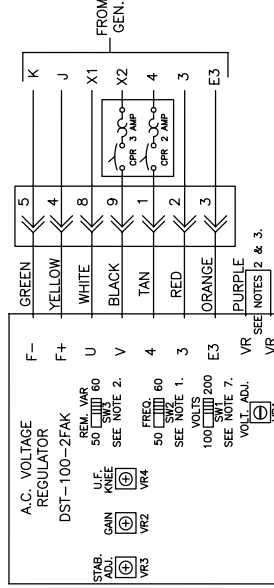 A.C. VOLTAGE
REGULATOR
DST-100-2FAK
REM. VAR
50 60
SW3
SEE NOTE 2.
FREQ.
50 60
SW2
SEE NOTE 1.
VOLTS
100 200
SW1
SEE NOTE 7.
VOLT. ADJ.
VR1
STAB.
ADJ.
VR3
GAIN
VR2
U.F.
KNEE
VR4
F- GREEN 5 K
F+ YELLOW 4 J
U WHITE 8 X1
V BLACK 9 CPR 3 AMP X2
4 TAN 1 CPR 2 AMP 4
3 RED 2 3
E3 ORANGE 3 E3
VR PURPLE
SEE NOTES 2 & 3.
VR
FROM
GEN.